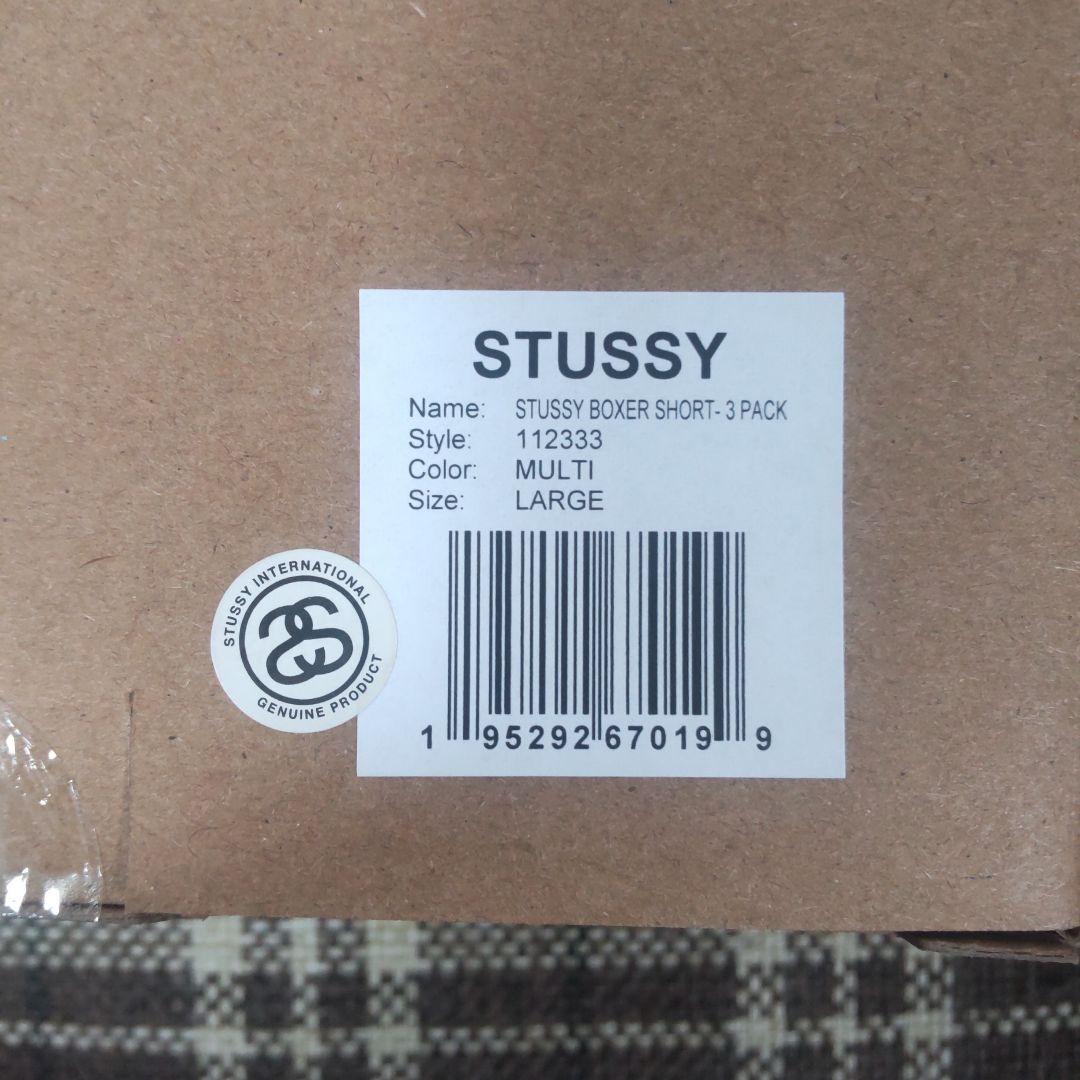 STUSSY
Name: STUSSY BOXER SHORT- 3 PACK
Style: 112333
Color: MULTI
Size: LARGE
1 95292 67019 9
STUSSY INTERNATIONAL
GENUINE PRODUCT